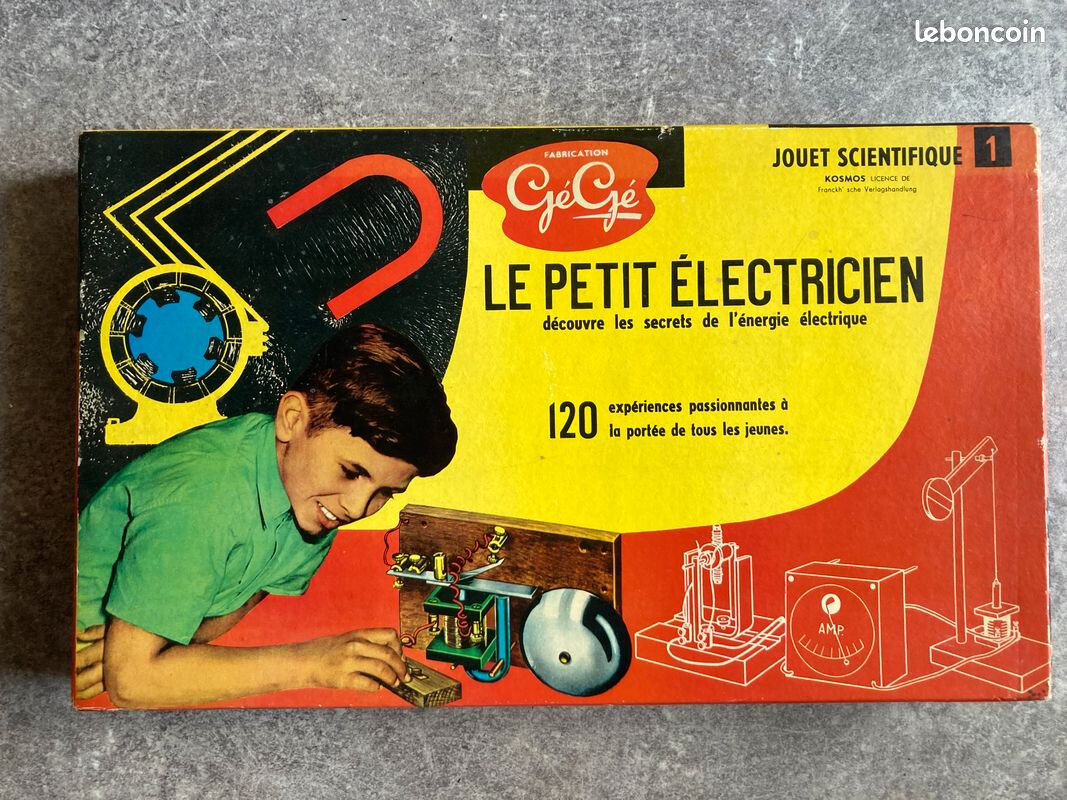 leboncoin
FABRICATION
GéGé
JOUET SCIENTIFIQUE 1
KOSMOS LICENCE DE
Franckh' sche Verlagshandlung
LE PETIT ÉLECTRICIEN
découvre les secrets de l'énergie électrique
120 expériences passionnantes à
la portée de tous les jeunes.
AMP.